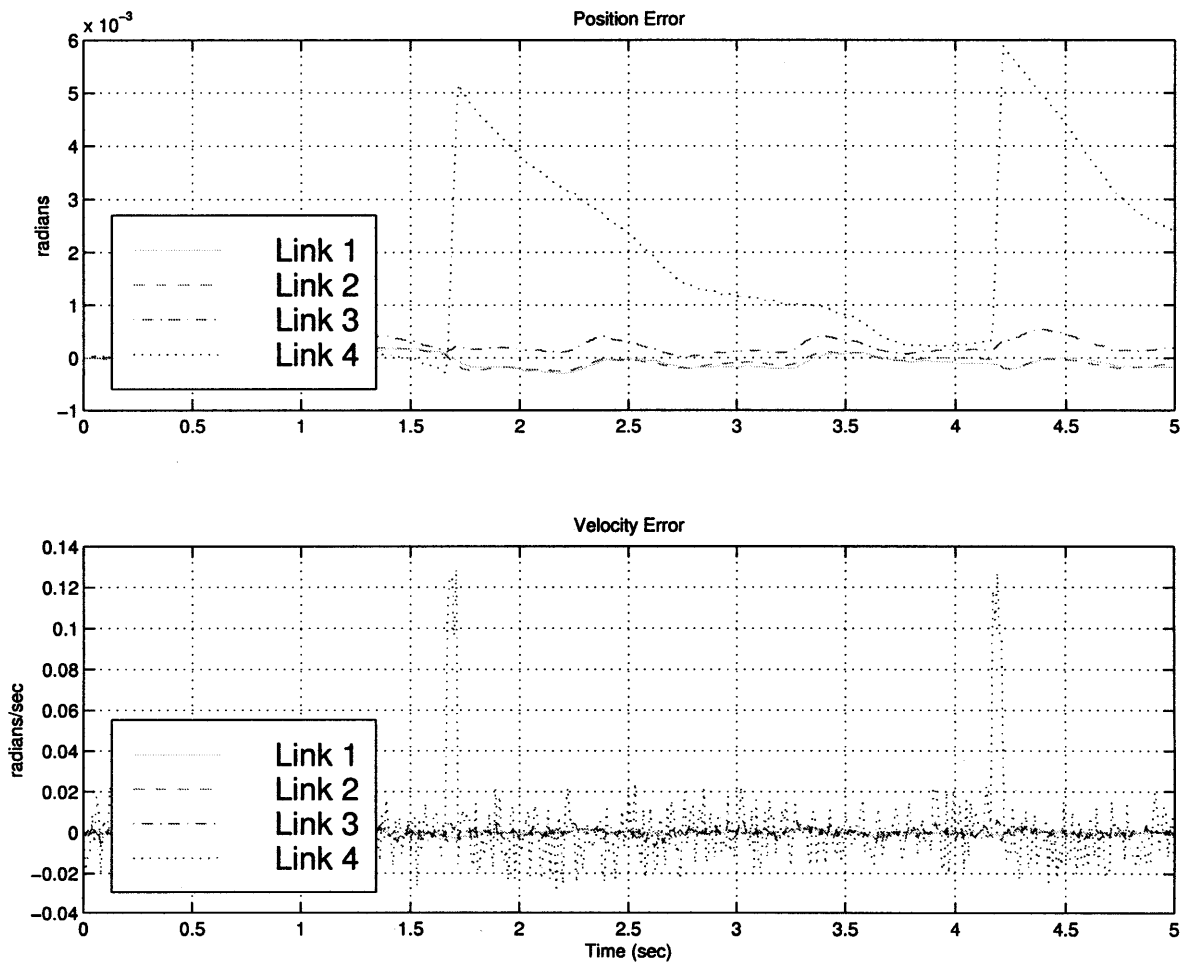 Position Error
x 10-3
6
5
4
3
2
1
0
−1
radians
Link 1
Link 2
Link 3
Link 4
0 0.5 1 1.5 2 2.5 3 3.5 4 4.5 5
Velocity Error
0.14
0.12
0.1
0.08
0.06
0.04
0.02
0
−0.02
−0.04
radians/sec
Link 1
Link 2
Link 3
Link 4
0 0.5 1 1.5 2 2.5 3 3.5 4 4.5 5
Time (sec)